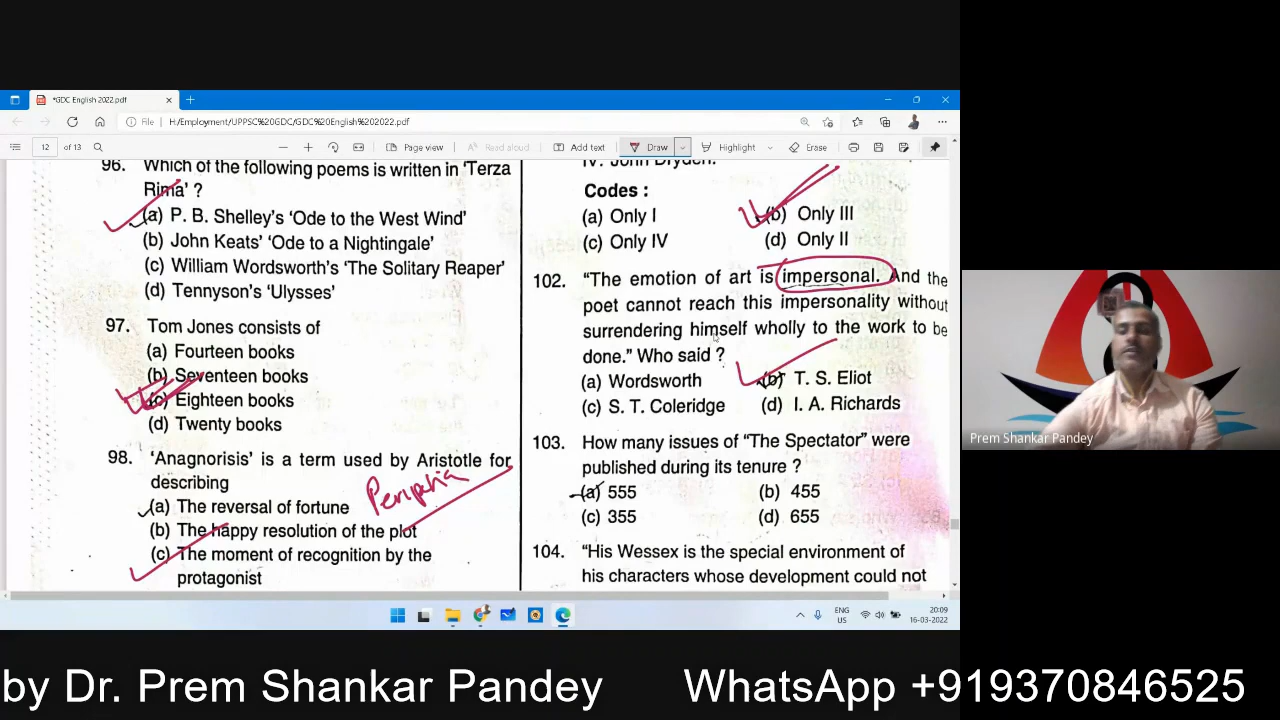 *GDC English 2022.pdf
File
H:/Employment/UPPSC%20GDC/GDC%20English%202022.pdf
12 of 13
Page view
Read aloud
Add text
Draw
Highlight
Erase
96. Which of the following poems is written in ‘Terza
Rima’ ?
(a) P. B. Shelley’s ‘Ode to the West Wind’
(b) John Keats’ ‘Ode to a Nightingale’
(c) William Wordsworth’s ‘The Solitary Reaper’
(d) Tennyson’s ‘Ulysses’
97. Tom Jones consists of
(a) Fourteen books
(b) Seventeen books
(c) Eighteen books
(d) Twenty books
98. ‘Anagnorisis’ is a term used by Aristotle for
describing
(a) The reversal of fortune
(b) The happy resolution of the plot
(c) The moment of recognition by the
protagonist
IV. John Dryden.
Codes :
(a) Only I (b) Only III
(c) Only IV (d) Only II
102. “The emotion of art is impersonal. And the
poet cannot reach this impersonality without
surrendering himself wholly to the work to be
done.” Who said ?
(a) Wordsworth (b) T. S. Eliot
(c) S. T. Coleridge (d) I. A. Richards
103. How many issues of “The Spectator” were
published during its tenure ?
(a) 555 (b) 455
(c) 355 (d) 655
104. “His Wessex is the special environment of
his characters whose development could not
Prem Shankar Pandey
ENG
US
20:09
16-03-2022
by Dr. Prem Shankar Pandey WhatsApp +919370846525